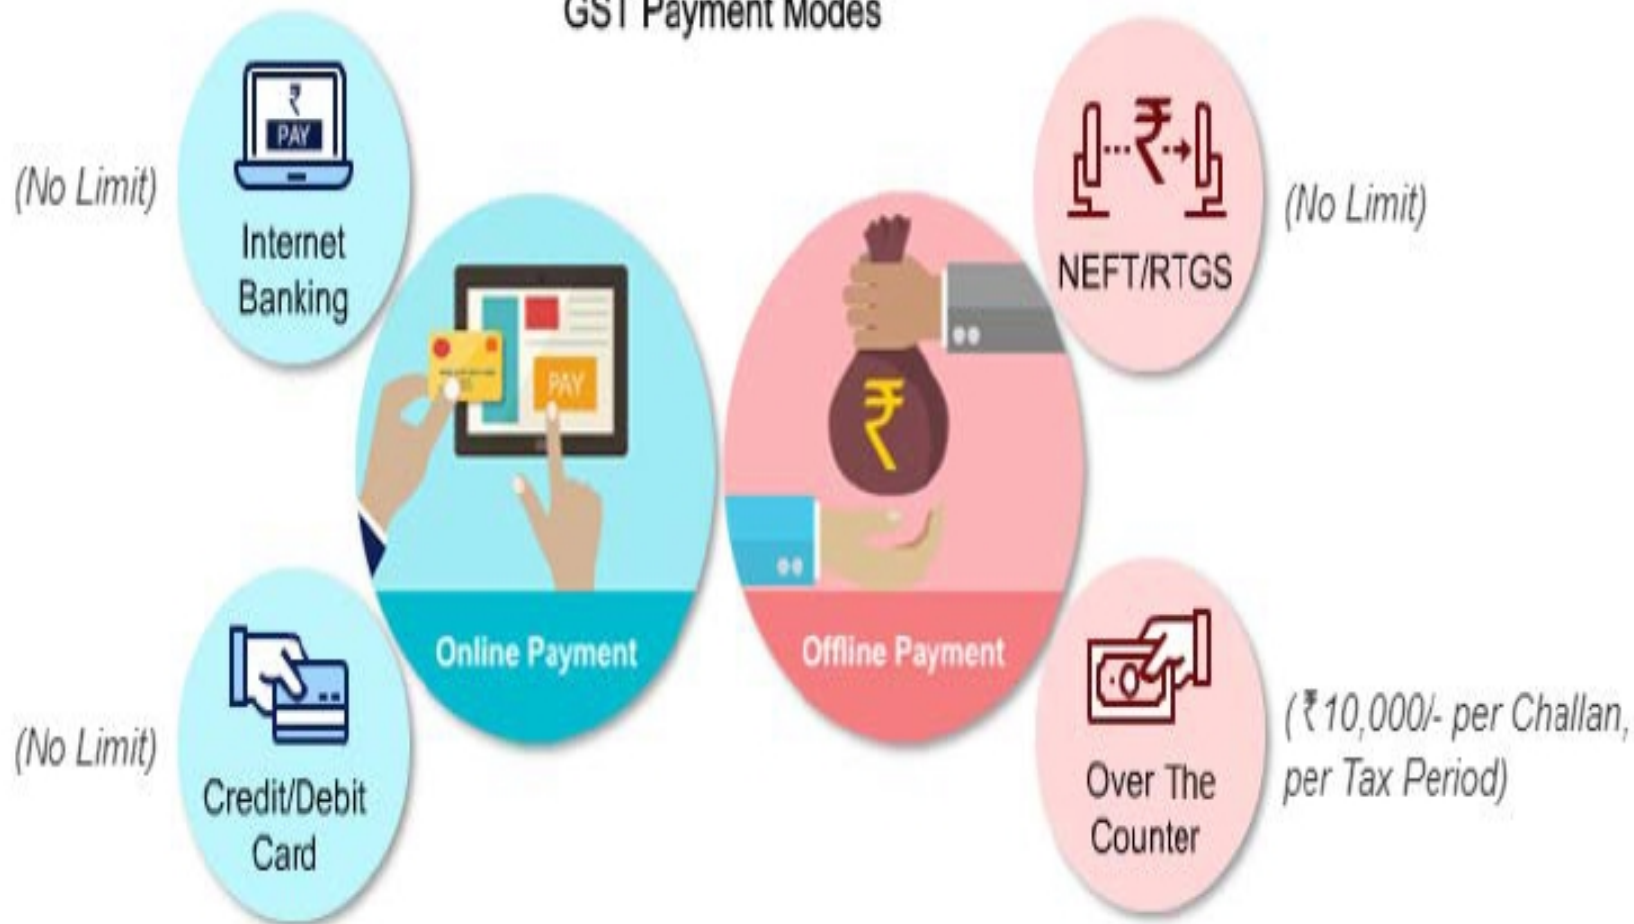 GST Payment Modes
₹
PAY
(No Limit)
Internet
Banking
PAY
Online Payment
(No Limit)
Credit/Debit
Card
₹
NEFT/RTGS
(No Limit)
₹
Offline Payment
Over The
Counter
(₹10,000/- per Challan,
per Tax Period)